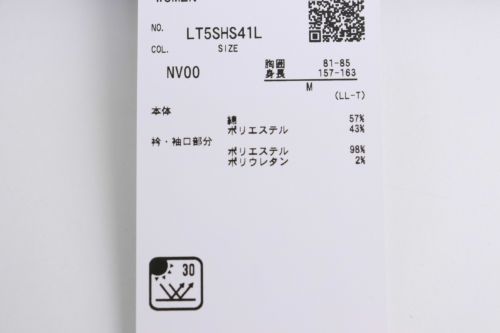 WOMEN
NO. LT5SHS41L
COL. SIZE
NV00 胸囲 81-85
身長 157-163
M
(LL-T)
本体
綿 57%
ポリエステル 43%
衿・袖口部分
ポリエステル 98%
ポリウレタン 2%
30